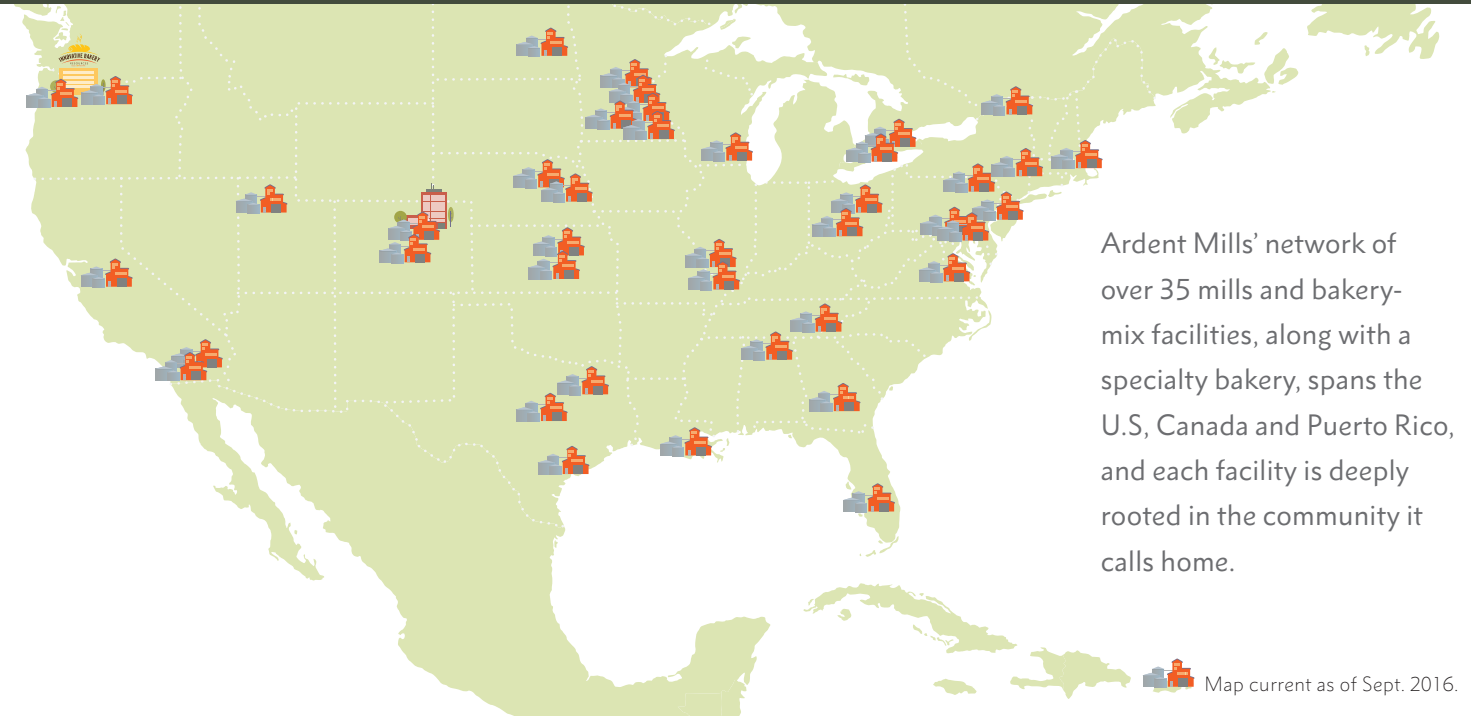 INNOVATIVE BAKERY
Ardent Mills’ network of
over 35 mills and bakery-
mix facilities, along with a
specialty bakery, spans the
U.S, Canada and Puerto Rico,
and each facility is deeply
rooted in the community it
calls home.
Map current as of Sept. 2016.